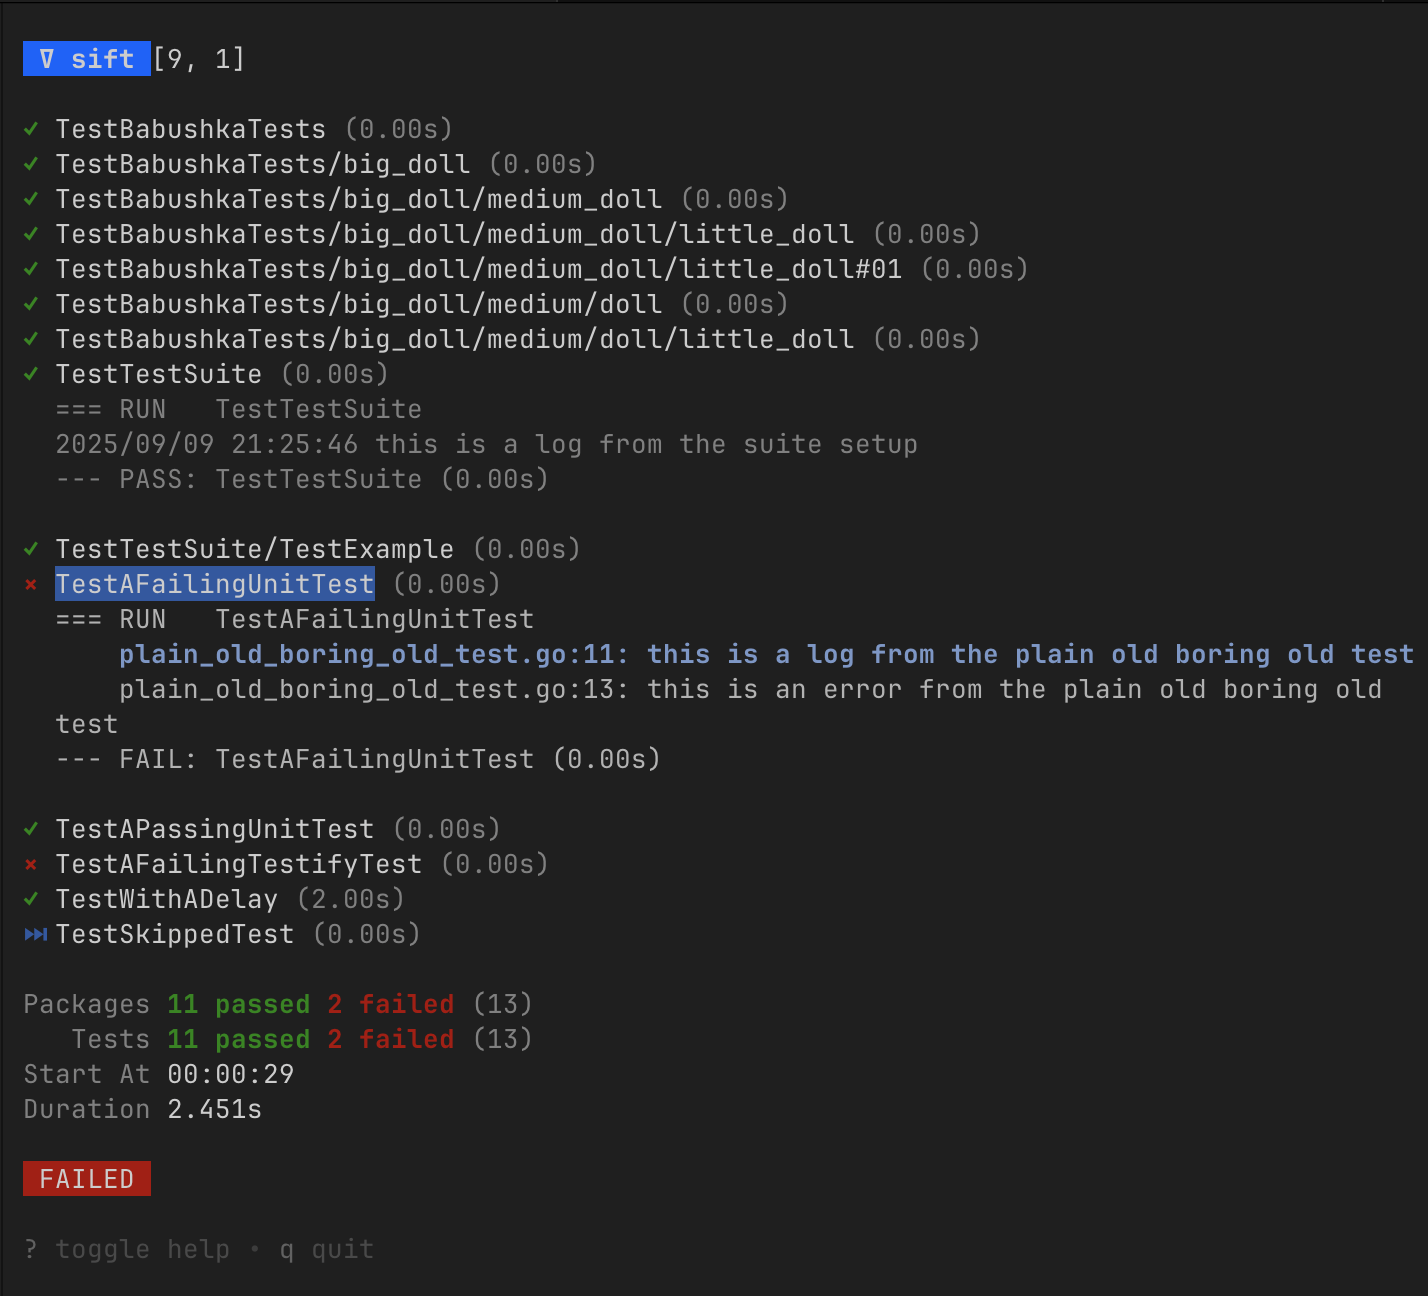 ∇ sift [9, 1]
✓ TestBabushkaTests (0.00s)
✓ TestBabushkaTests/big_doll (0.00s)
✓ TestBabushkaTests/big_doll/medium_doll (0.00s)
✓ TestBabushkaTests/big_doll/medium_doll/little_doll (0.00s)
✓ TestBabushkaTests/big_doll/medium_doll/little_doll#01 (0.00s)
✓ TestBabushkaTests/big_doll/medium/doll (0.00s)
✓ TestBabushkaTests/big_doll/medium/doll/little_doll (0.00s)
✓ TestTestSuite (0.00s)
=== RUN   TestTestSuite
2025/09/09 21:25:46 this is a log from the suite setup
--- PASS: TestTestSuite (0.00s)
✓ TestTestSuite/TestExample (0.00s)
× TestAFailingUnitTest (0.00s)
=== RUN   TestAFailingUnitTest
plain_old_boring_old_test.go:11: this is a log from the plain old boring old test
plain_old_boring_old_test.go:13: this is an error from the plain old boring old
test
--- FAIL: TestAFailingUnitTest (0.00s)
✓ TestAPassingUnitTest (0.00s)
× TestAFailingTestifyTest (0.00s)
✓ TestWithADelay (2.00s)
⏭ TestSkippedTest (0.00s)
Packages 11 passed 2 failed (13)
Tests 11 passed 2 failed (13)
Start At 00:00:29
Duration 2.451s
FAILED
? toggle help • q quit